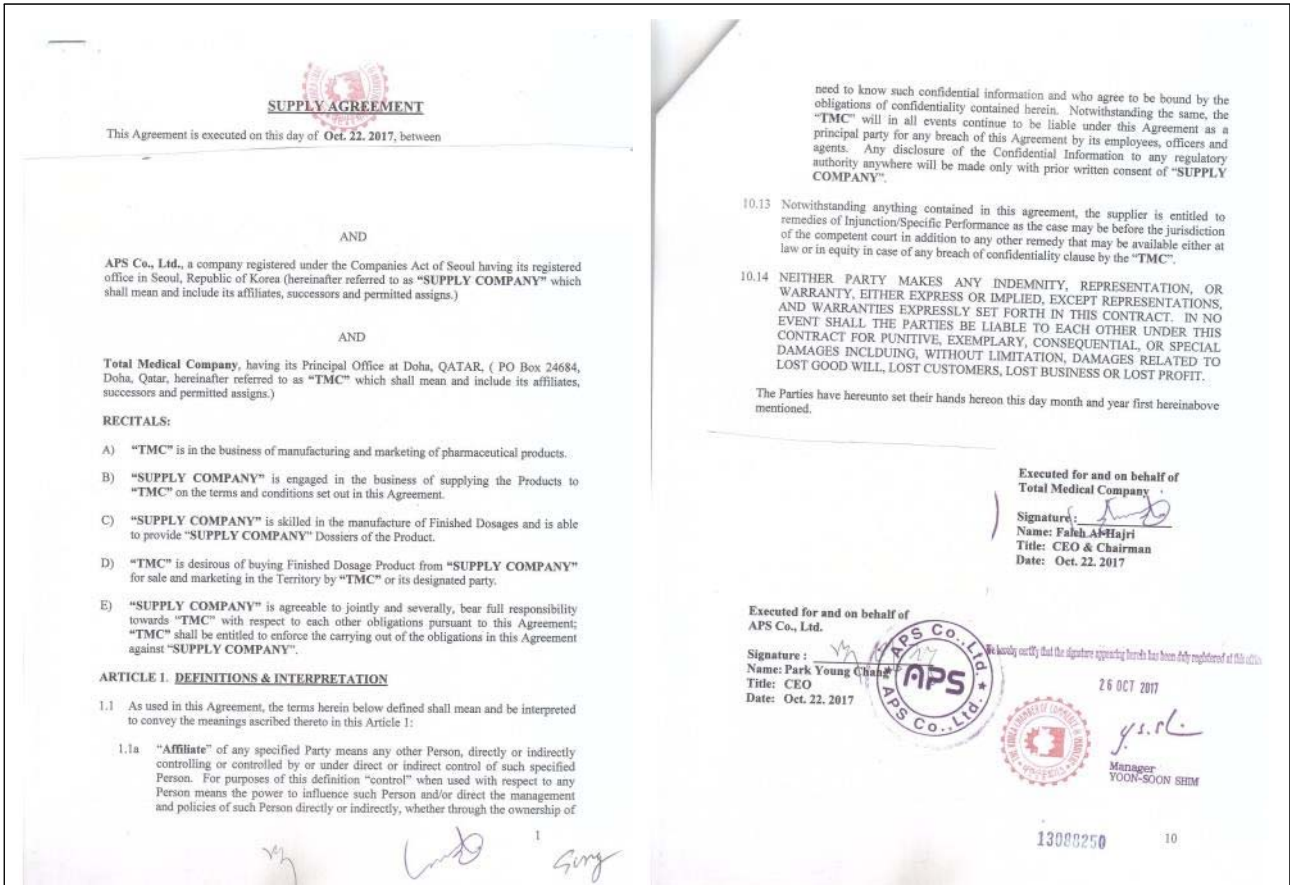 SUPPLY AGREEMENT
This Agreement is executed on this day of Oct. 22. 2017, between
AND
APS Co., Ltd., a company registered under the Companies Act of Seoul having its registered
office in Seoul, Republic of Korea (hereinafter referred to as “SUPPLY COMPANY” which
shall mean and include its affiliates, successors and permitted assigns.)
AND
Total Medical Company, having its Principal Office at Doha, QATAR, ( PO Box 24684,
Doha, Qatar, hereinafter referred to as “TMC” which shall mean and include its affiliates,
successors and permitted assigns.)
RECITALS:
A) “TMC” is in the business of manufacturing and marketing of pharmaceutical products.
B) “SUPPLY COMPANY” is engaged in the business of supplying the Products to
“TMC” on the terms and conditions set out in this Agreement.
C) “SUPPLY COMPANY” is skilled in the manufacture of Finished Dosages and is able
to provide “SUPPLY COMPANY” Dossiers of the Product.
D) “TMC” is desirous of buying Finished Dosage Product from “SUPPLY COMPANY”
for sale and marketing in the Territory by “TMC” or its designated party.
E) “SUPPLY COMPANY” is agreeable to jointly and severally, bear full responsibility
towards “TMC” with respect to each other obligations pursuant to this Agreement;
“TMC” shall be entitled to enforce the carrying out of the obligations in this Agreement
against “SUPPLY COMPANY”.
ARTICLE 1. DEFINITIONS & INTERPRETATION
1.1 As used in this Agreement, the terms herein below defined shall mean and be interpreted
to convey the meanings ascribed thereto in this Article 1:
1.1a “Affiliate” of any specified Party means any other Person, directly or indirectly
controlling or controlled by or under direct or indirect control of such specified
Person. For purposes of this definition “control” when used with respect to any
Person means the power to influence such Person and/or direct the management
and policies of such Person directly or indirectly, whether through the ownership of
1
need to know such confidential information and who agree to be bound by the
obligations of confidentiality contained herein. Notwithstanding the same, the
“TMC” will in all events continue to be liable under this Agreement as a
principal party for any breach of this Agreement by its employees, officers and
agents. Any disclosure of the Confidential Information to any regulatory
authority anywhere will be made only with prior written consent of “SUPPLY
COMPANY”.
10.13 Notwithstanding anything contained in this agreement, the supplier is entitled to
remedies of Injunction/Specific Performance as the case may be before the jurisdiction
of the competent court in addition to any other remedy that may be available either at
law or in equity in case of any breach of confidentiality clause by the “TMC”.
10.14 NEITHER PARTY MAKES ANY INDEMNITY, REPRESENTATION, OR
WARRANTY, EITHER EXPRESS OR IMPLIED, EXCEPT REPRESENTATIONS,
AND WARRANTIES EXPRESSLY SET FORTH IN THIS CONTRACT. IN NO
EVENT SHALL THE PARTIES BE LIABLE TO EACH OTHER UNDER THIS
CONTRACT FOR PUNITIVE, EXEMPLARY, CONSEQUENTIAL, OR SPECIAL
DAMAGES INCLDUING, WITHOUT LIMITATION, DAMAGES RELATED TO
LOST GOOD WILL, LOST CUSTOMERS, LOST BUSINESS OR LOST PROFIT.
The Parties have hereunto set their hands hereon this day month and year first hereinabove
mentioned.
Executed for and on behalf of
Total Medical Company
Signature :
Name: Faleh Al-Hajri
Title: CEO & Chairman
Date: Oct. 22. 2017
Executed for and on behalf of
APS Co., Ltd.
Signature :
Name: Park Young Chang
Title: CEO
Date: Oct. 22. 2017
APS Co., Ltd.
APS
APS Co., Ltd.
We hereby certify that the signature appearing herein has been duly registered at this office
26 OCT 2017
Manager
YOON-SOON SHIM
13088250
10